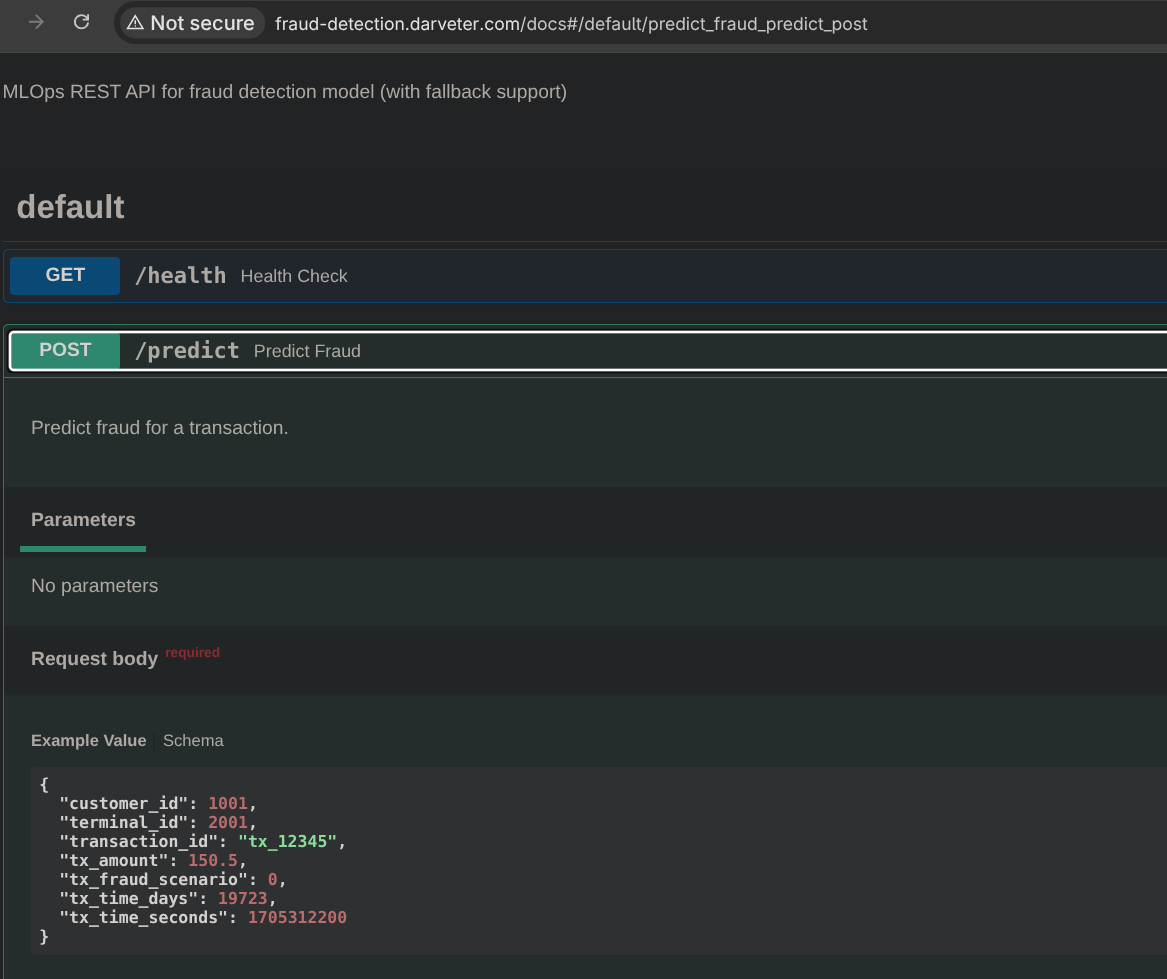 Not secure fraud-detection.darveter.com/docs#/default/predict_fraud_predict_post
MLOps REST API for fraud detection model (with fallback support)
default
GET /health Health Check
POST /predict Predict Fraud
Predict fraud for a transaction.
Parameters
No parameters
Request body required
Example Value Schema
{
"customer_id": 1001,
"terminal_id": 2001,
"transaction_id": "tx_12345",
"tx_amount": 150.5,
"tx_fraud_scenario": 0,
"tx_time_days": 19723,
"tx_time_seconds": 1705312200
}